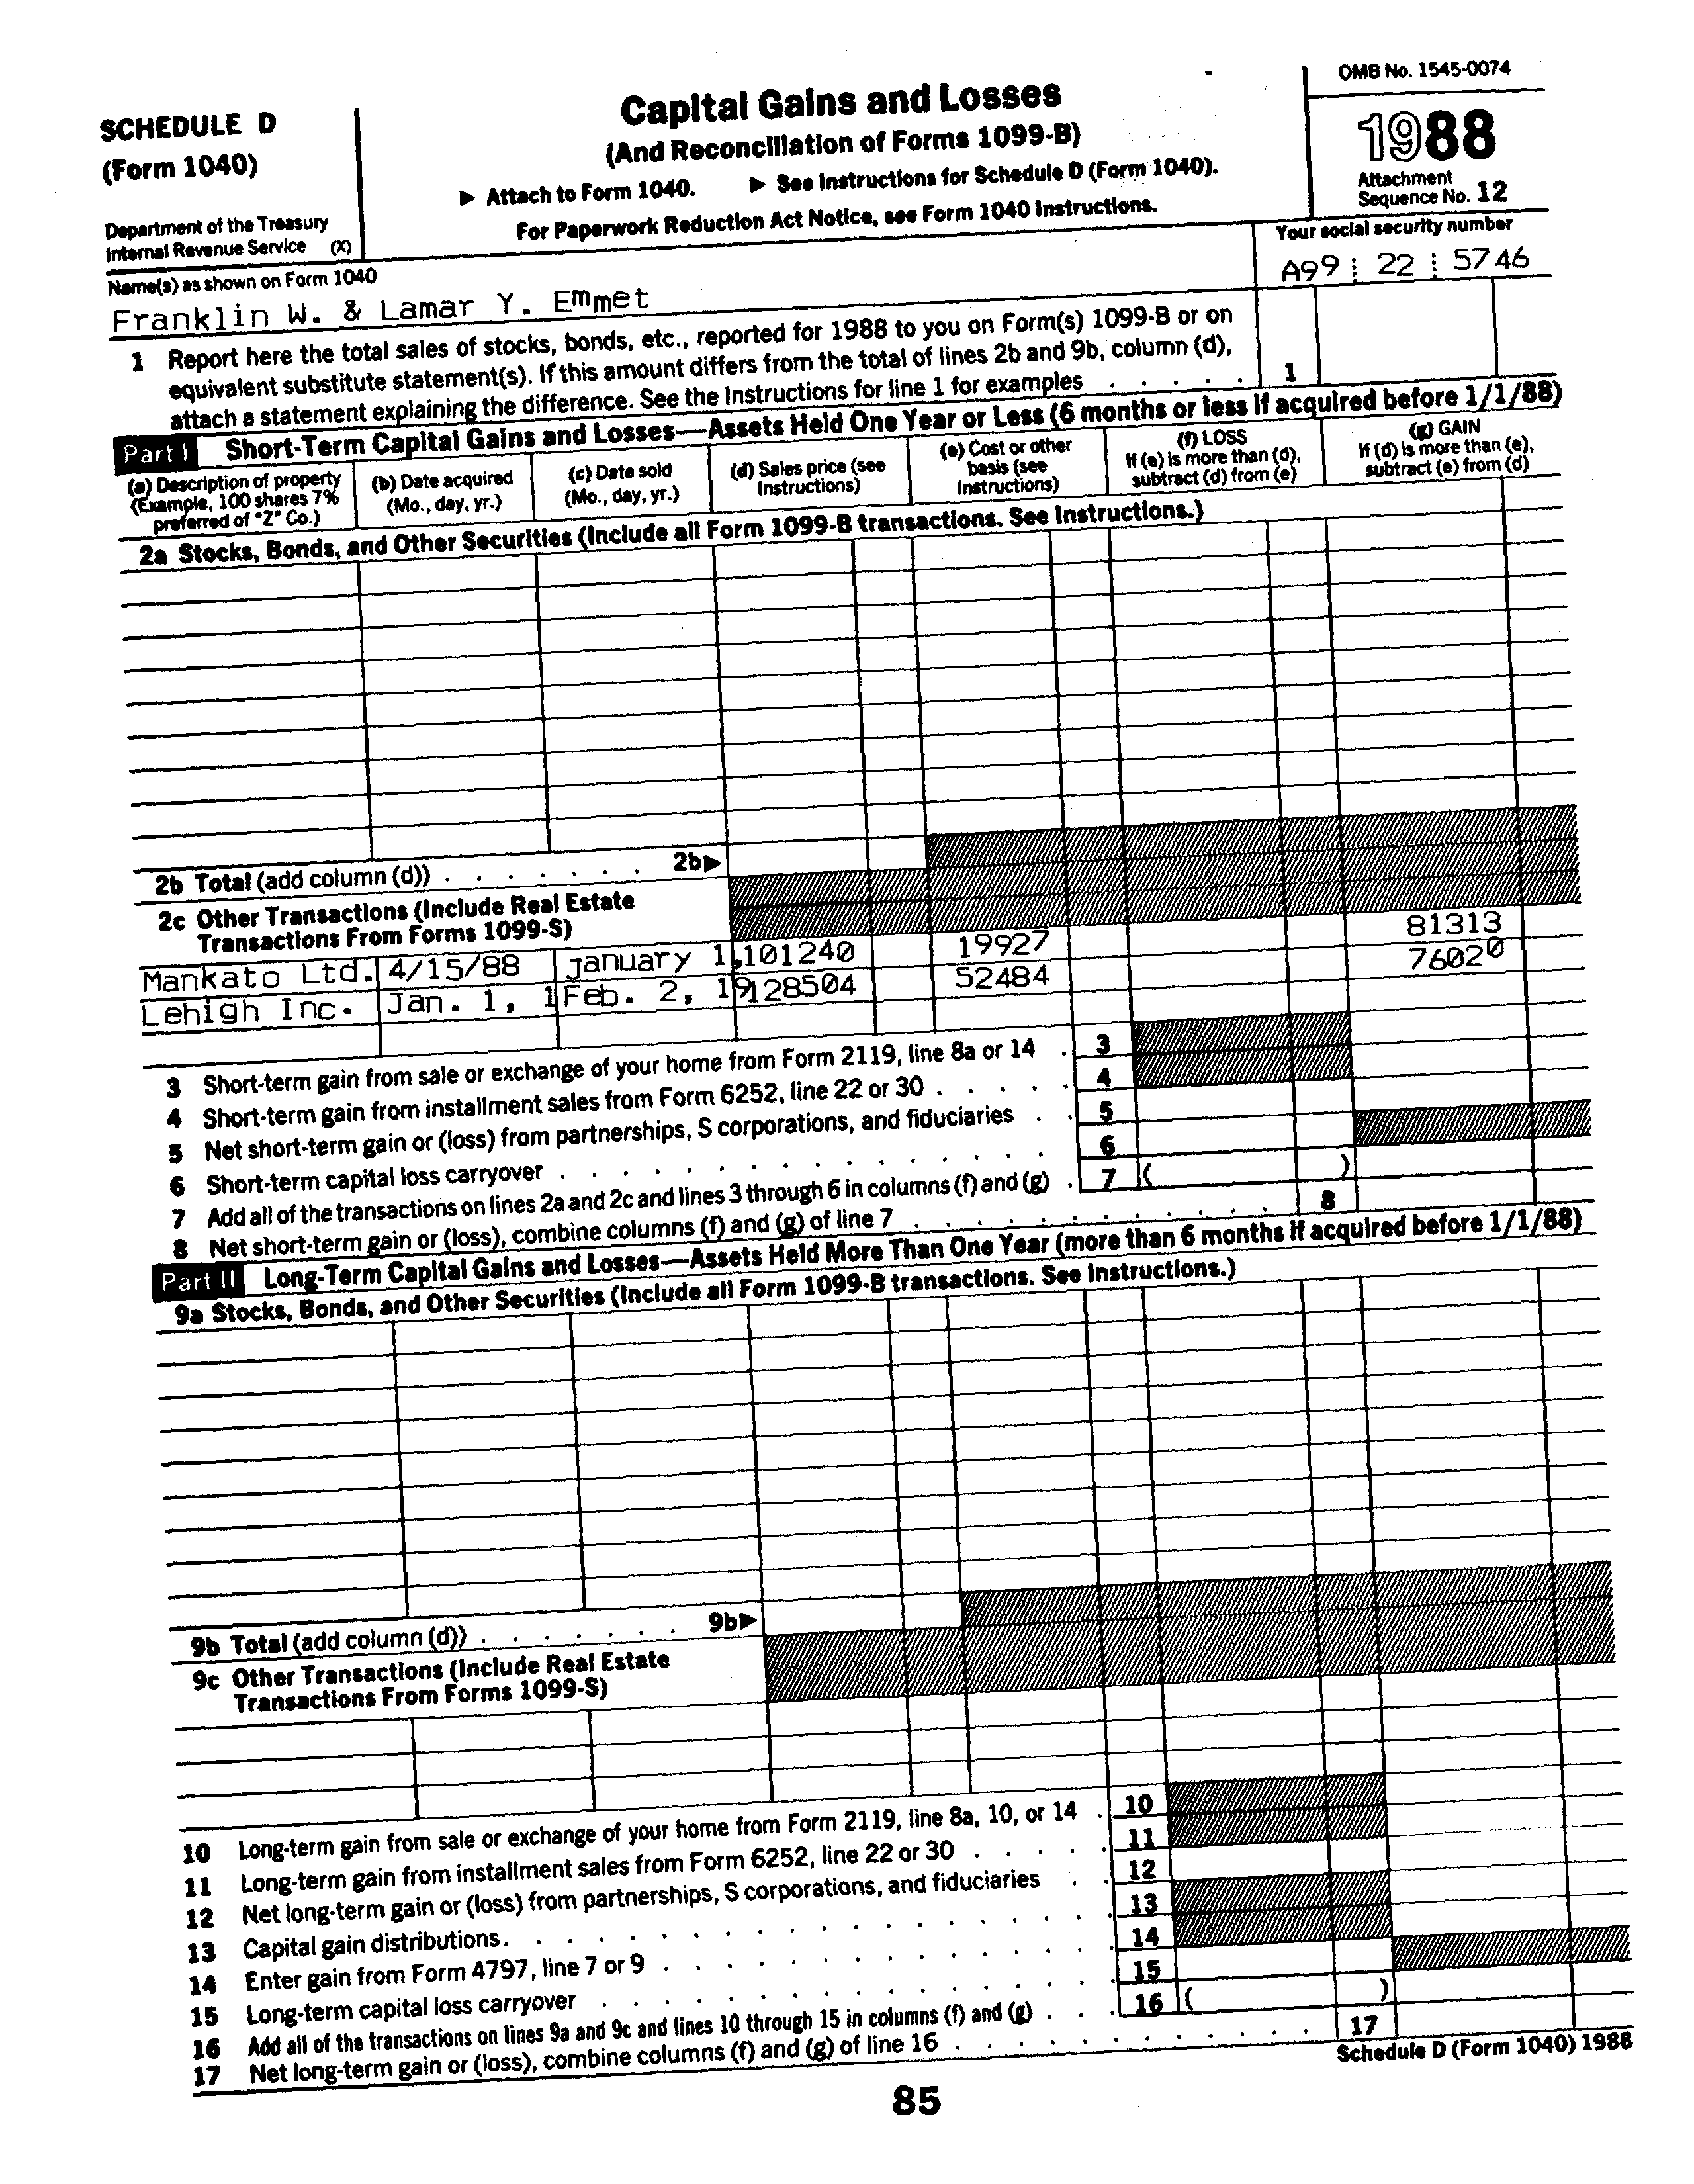 SCHEDULE D
(Form 1040)
Department of the Treasury
Internal Revenue Service (X)
Capital Gains and Losses
(And Reconciliation of Forms 1099-B)
▶ Attach to Form 1040. ▶ See Instructions for Schedule D (Form 1040).
For Paperwork Reduction Act Notice, see Form 1040 Instructions.
OMB No. 1545-0074
1988
Attachment
Sequence No. 12
Name(s) as shown on Form 1040
Franklin W. & Lamar Y. Emmet
Your social security number
A99 22 5746
1 Report here the total sales of stocks, bonds, etc., reported for 1988 to you on Form(s) 1099-B or on
equivalent substitute statement(s). If this amount differs from the total of lines 2b and 9b, column (d),
attach a statement explaining the difference. See the Instructions for line 1 for examples . . . . . 1
Part I Short-Term Capital Gains and Losses—Assets Held One Year or Less (6 months or less if acquired before 1/1/88)
(a) Description of property
(Example, 100 shares 7%
preferred of "Z" Co.)
(b) Date acquired
(Mo., day, yr.)
(c) Date sold
(Mo., day, yr.)
(d) Sales price (see
Instructions)
(e) Cost or other
basis (see
Instructions)
(f) LOSS
If (e) is more than (d),
subtract (d) from (e)
(g) GAIN
If (d) is more than (e),
subtract (e) from (d)
2a Stocks, Bonds, and Other Securities (Include all Form 1099-B transactions. See Instructions.)
2b Total (add column (d)) . . . . . . . 2b▶
2c Other Transactions (Include Real Estate
Transactions From Forms 1099-S)
Mankato Ltd. 4/15/88 january 1, 101240 19927 81313
Lehigh Inc. Jan. 1, 1 Feb. 2, 19 128504 52484 76020
3 Short-term gain from sale or exchange of your home from Form 2119, line 8a or 14 . 3
4 Short-term gain from installment sales from Form 6252, line 22 or 30 . . . . . 4
5 Net short-term gain or (loss) from partnerships, S corporations, and fiduciaries . . 5
6 Short-term capital loss carryover . . . . . . . . . . . . . . 6
7 Add all of the transactions on lines 2a and 2c and lines 3 through 6 in columns (f) and (g) . 7 ( )
8 Net short-term gain or (loss), combine columns (f) and (g) of line 7 . . . . . . . . . . . . 8
Part II Long-Term Capital Gains and Losses—Assets Held More Than One Year (more than 6 months if acquired before 1/1/88)
9a Stocks, Bonds, and Other Securities (Include all Form 1099-B transactions. See Instructions.)
9b Total (add column (d)) . . . . . . . 9b▶
9c Other Transactions (Include Real Estate
Transactions From Forms 1099-S)
10 Long-term gain from sale or exchange of your home from Form 2119, line 8a, 10, or 14 . 10
11 Long-term gain from installment sales from Form 6252, line 22 or 30 . . . . . 11
12 Net long-term gain or (loss) from partnerships, S corporations, and fiduciaries . . 12
13 Capital gain distributions . . . . . . . . . . . . . . . . 13
14 Enter gain from Form 4797, line 7 or 9 . . . . . . . . . . . . 14
15 Long-term capital loss carryover . . . . . . . . . . . . . . 15
16 Add all of the transactions on lines 9a and 9c and lines 10 through 15 in columns (f) and (g) . . . 16 ( )
17 Net long-term gain or (loss), combine columns (f) and (g) of line 16 . . . . . . . . . . . . 17
Schedule D (Form 1040) 1988
85